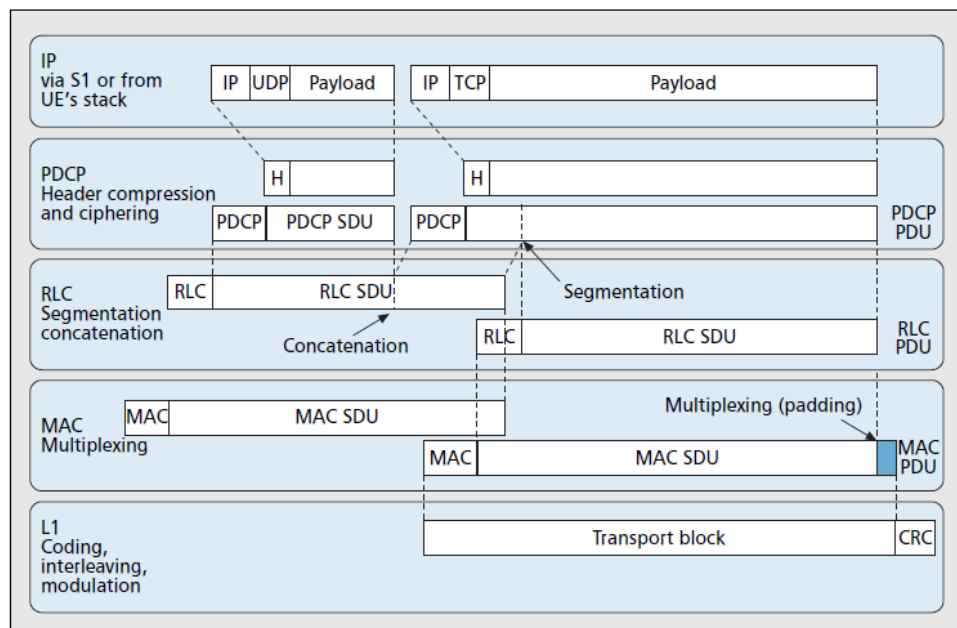 IP
via S1 or from
UE's stack
IP UDP Payload
IP TCP Payload
PDCP
Header compression
and ciphering
H
H
PDCP PDCP SDU
PDCP
PDCP
PDU
RLC
Segmentation
concatenation
RLC RLC SDU
Segmentation
Concatenation
RLC RLC SDU
RLC
PDU
MAC
Multiplexing
MAC MAC SDU
Multiplexing (padding)
MAC MAC SDU
MAC
PDU
L1
Coding,
interleaving,
modulation
Transport block CRC